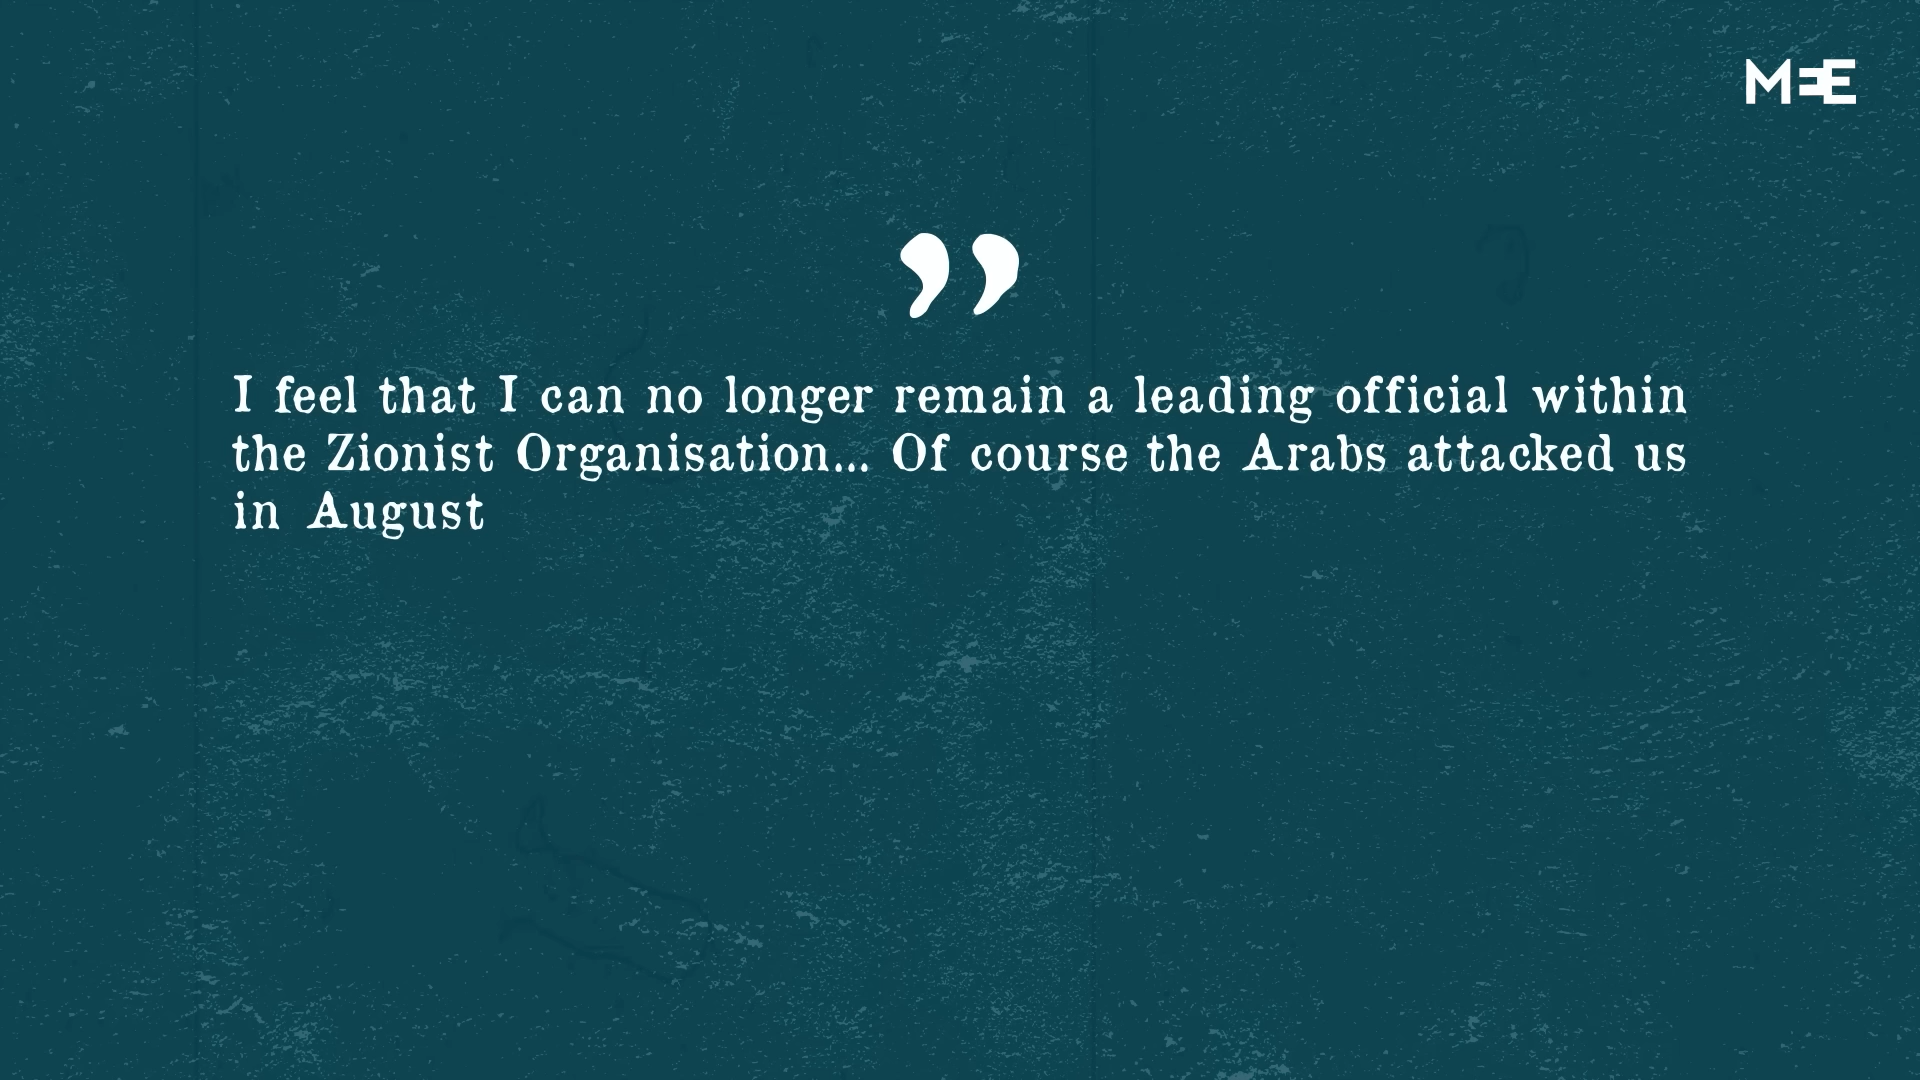 MEE
”
I feel that I can no longer remain a leading official within
the Zionist Organisation... Of course the Arabs attacked us
in August